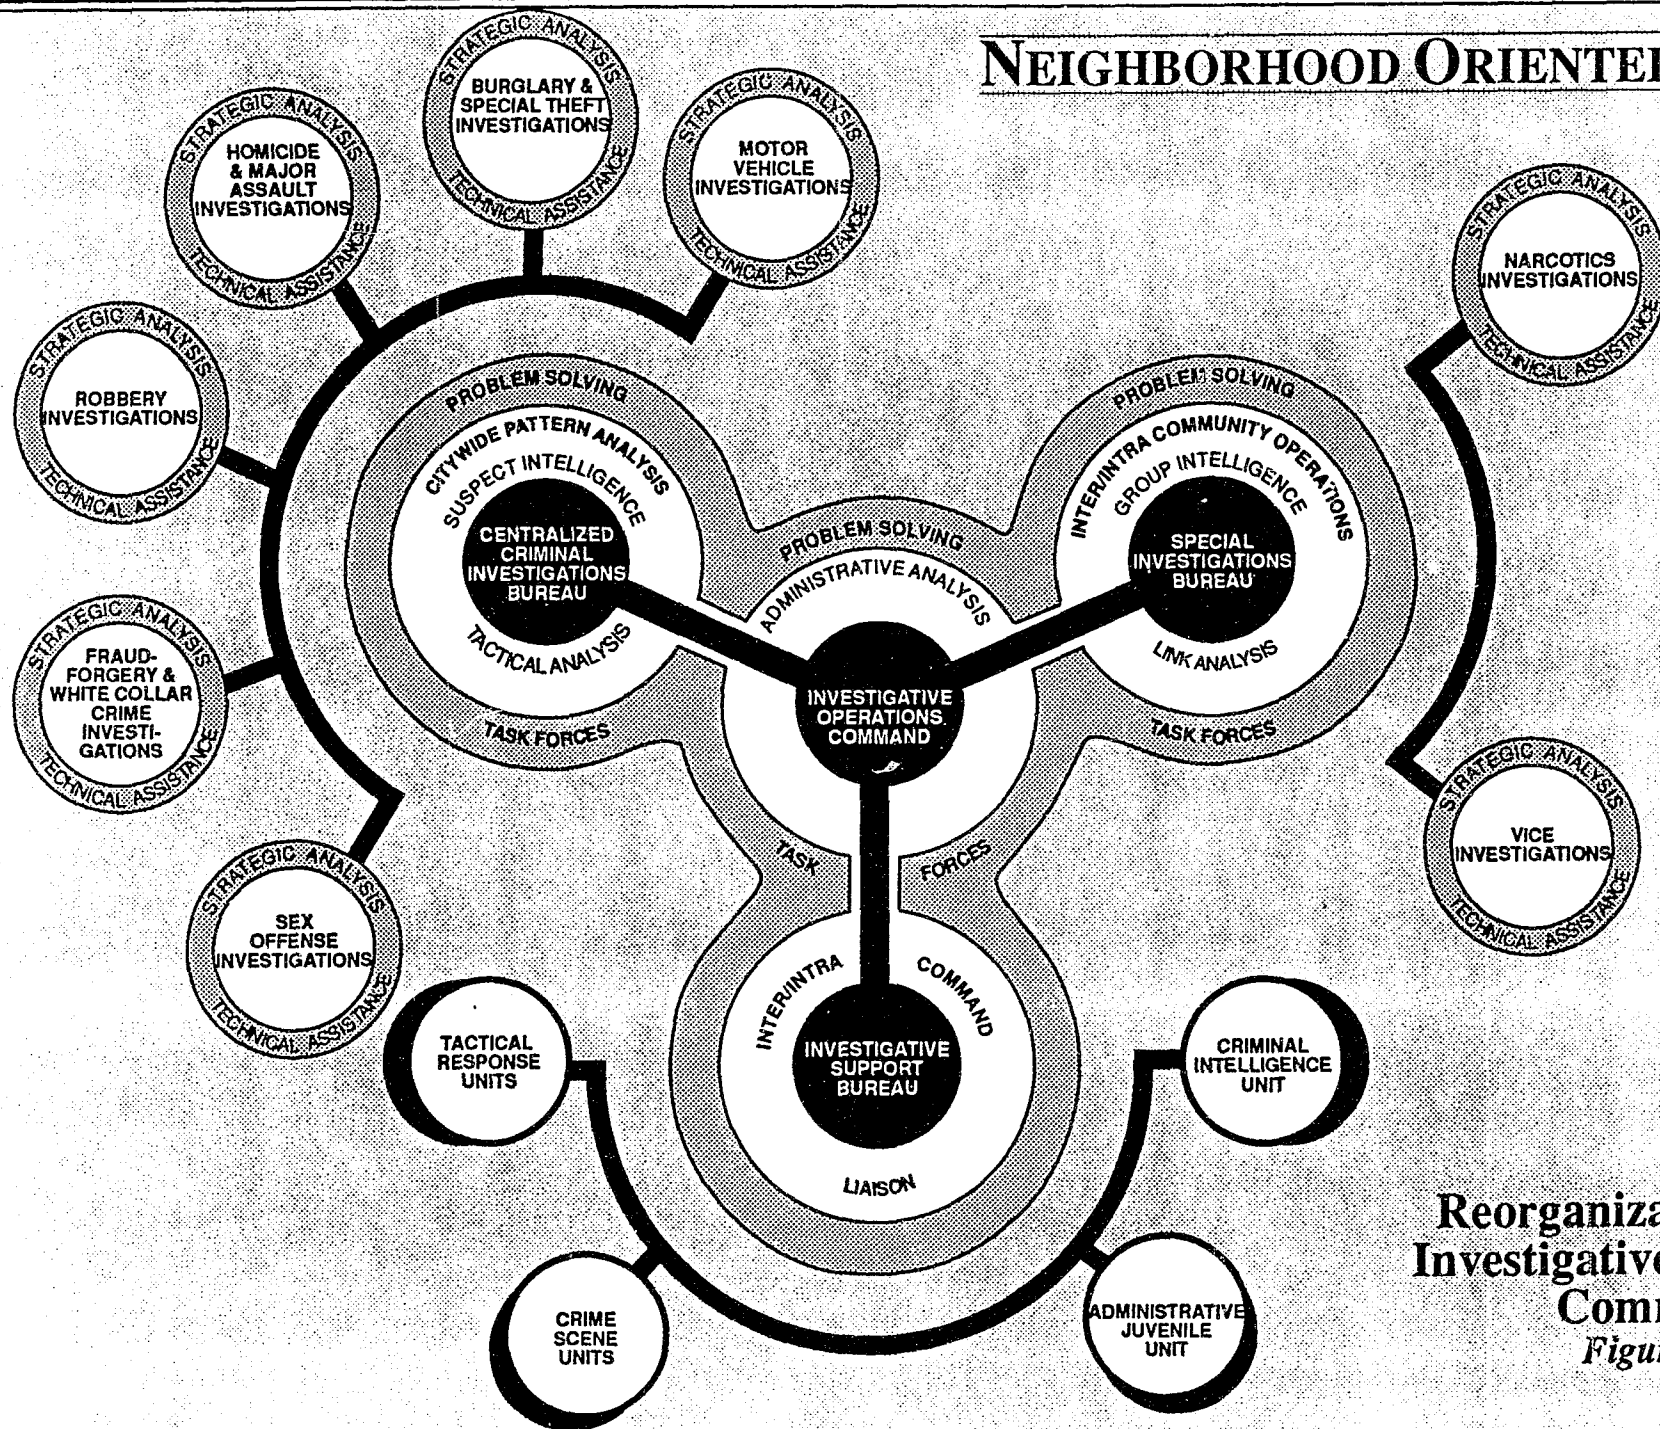 NEIGHBORHOOD ORIENTE
STRATEGIC ANALYSIS
BURGLARY &
SPECIAL THEFT
INVESTIGATIONS
TECHNICAL ASSISTANCE
STRATEGIC ANALYSIS
HOMICIDE
& MAJOR
ASSAULT
INVESTIGATIONS
TECHNICAL ASSISTANCE
STRATEGIC ANALYSIS
MOTOR
VEHICLE
INVESTIGATIONS
TECHNICAL ASSISTANCE
STRATEGIC ANALYSIS
NARCOTICS
INVESTIGATIONS
TECHNICAL ASSISTANCE
STRATEGIC ANALYSIS
ROBBERY
INVESTIGATIONS
TECHNICAL ASSISTANCE
PROBLEM SOLVING
CITYWIDE PATTERN ANALYSIS
SUSPECT INTELLIGENCE
CENTRALIZED
CRIMINAL
INVESTIGATIONS
BUREAU
TACTICAL ANALYSIS
TASK FORCES
PROBLEM SOLVING
ADMINISTRATIVE ANALYSIS
INVESTIGATIVE
OPERATIONS
COMMAND
TASK FORCES
PROBLEM SOLVING
INTER/INTRA COMMUNITY OPERATIONS
GROUP INTELLIGENCE
SPECIAL
INVESTIGATIONS
BUREAU
LINK ANALYSIS
TASK FORCES
STRATEGIC ANALYSIS
FRAUD-
FORGERY &
WHITE COLLAR
CRIME
INVESTI-
GATIONS
TECHNICAL ASSISTANCE
STRATEGIC ANALYSIS
VICE
INVESTIGATIONS
TECHNICAL ASSISTANCE
STRATEGIC ANALYSIS
SEX
OFFENSE
INVESTIGATIONS
TECHNICAL ASSISTANCE
INTER/INTRA COMMAND
INVESTIGATIVE
SUPPORT
BUREAU
LIAISON
TACTICAL
RESPONSE
UNITS
CRIMINAL
INTELLIGENCE
UNIT
CRIME
SCENE
UNITS
ADMINISTRATIVE
JUVENILE
UNIT
Reorganiza
Investigative
Com
Figu